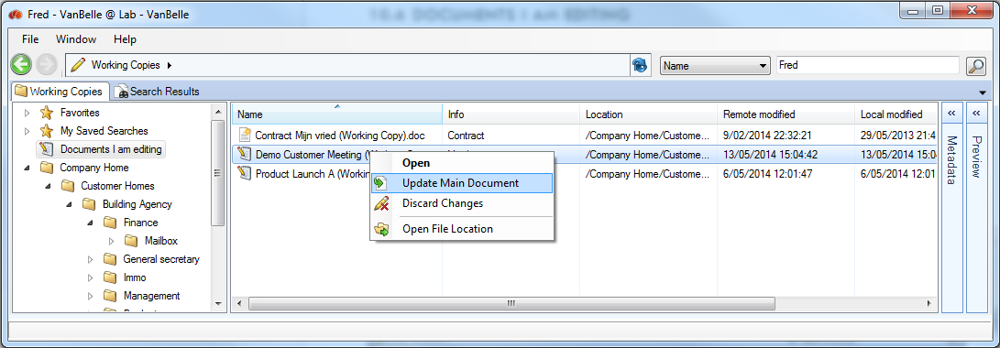 10.6 DOCUMENTS I AM EDITING
Fred - VanBelle @ Lab - VanBelle
File Window Help
Working Copies
Name
Fred
Working Copies
Search Results
Favorites
My Saved Searches
Documents I am editing
Company Home
Customer Homes
Building Agency
Finance
Mailbox
General secretary
Immo
Management
Name Info Location Remote modified Local modified
Contract Mijn vried (Working Copy).doc Contract /Company Home/Custome... 9/02/2014 22:32:21 29/05/2013 21:4
Demo Customer Meeting (W /Company Home/Custome... 13/05/2014 15:04:42 13/05/2014 15:0
Product Launch A (Workin /Company Home/Custome... 6/05/2014 12:01:47 6/05/2014 12:01
Open
Update Main Document
Discard Changes
Open File Location
Metadata
Preview